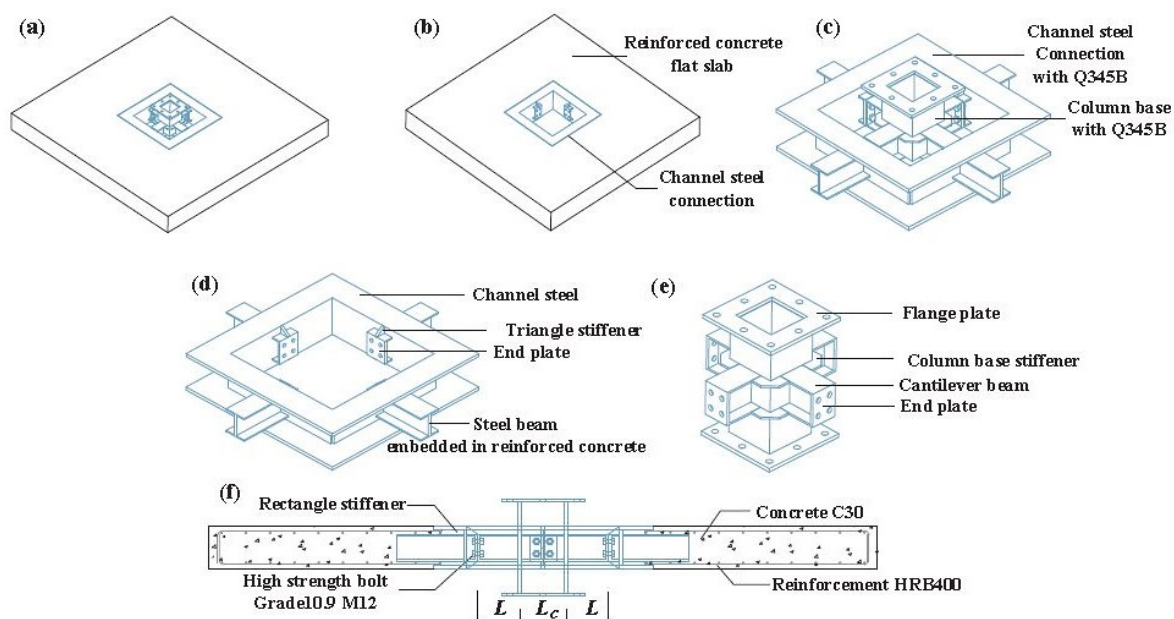 (a)
(b)
Reinforced concrete
flat slab
Channel steel
connection
(c)
Channel steel
Connection
with Q345B
Column base
with Q345B
(d)
Channel steel
Triangle stiffener
End plate
Steel beam
embedded in reinforced concrete
(e)
Flange plate
Column base stiffener
Cantilever beam
End plate
(f)
Rectangle stiffener
Concrete C30
High strength bolt
Grade10.9 M12
Reinforcement HRB400
L LC L